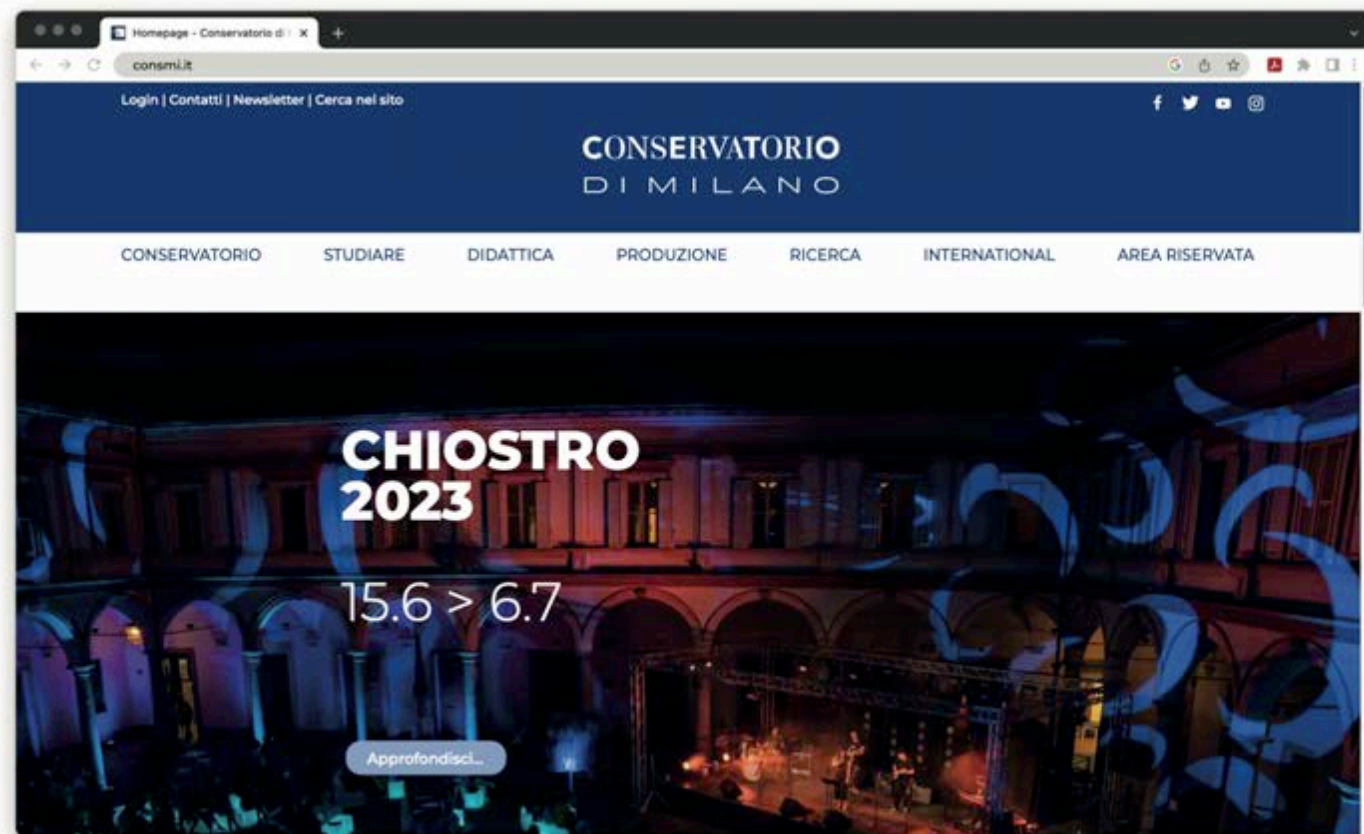 Homepage - Conservatorio di
consmi.it
Login | Contatti | Newsletter | Cerca nel sito
CONSERVATORIO
DI MILANO
CONSERVATORIO STUDIARE DIDATTICA PRODUZIONE RICERCA INTERNATIONAL AREA RISERVATA
CHIOSTRO
2023
15.6 > 6.7
Approfondisci...